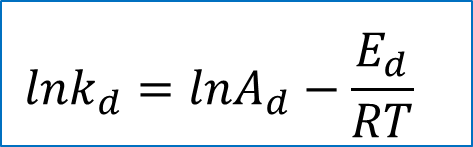 lnk_d = lnA_d − E_d/RT